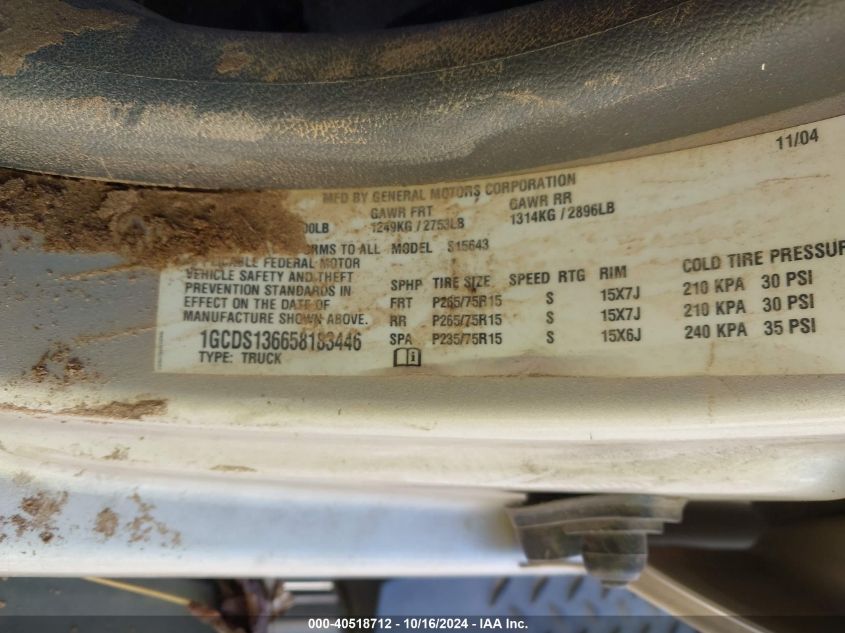 11/04
MFD BY GENERAL MOTORS CORPORATION
GAWR FRT GAWR RR
00LB 1249KG / 2753LB 1314KG / 2896LB
ORMS TO ALL MODEL S15643
FEDERAL MOTOR
VEHICLE SAFETY AND THEFT
PREVENTION STANDARDS IN
EFFECT ON THE DATE OF
MANUFACTURE SHOWN ABOVE.
1GCDS136658183446
TYPE: TRUCK
SPHP TIRE SIZE SPEED RTG RIM COLD TIRE PRESSUR
FRT P265/75R15 S 15X7J 210 KPA 30 PSI
RR P265/75R15 S 15X7J 210 KPA 30 PSI
SPA P235/75R15 S 15X6J 240 KPA 35 PSI
000-40518712 - 10/16/2024 - IAA Inc.